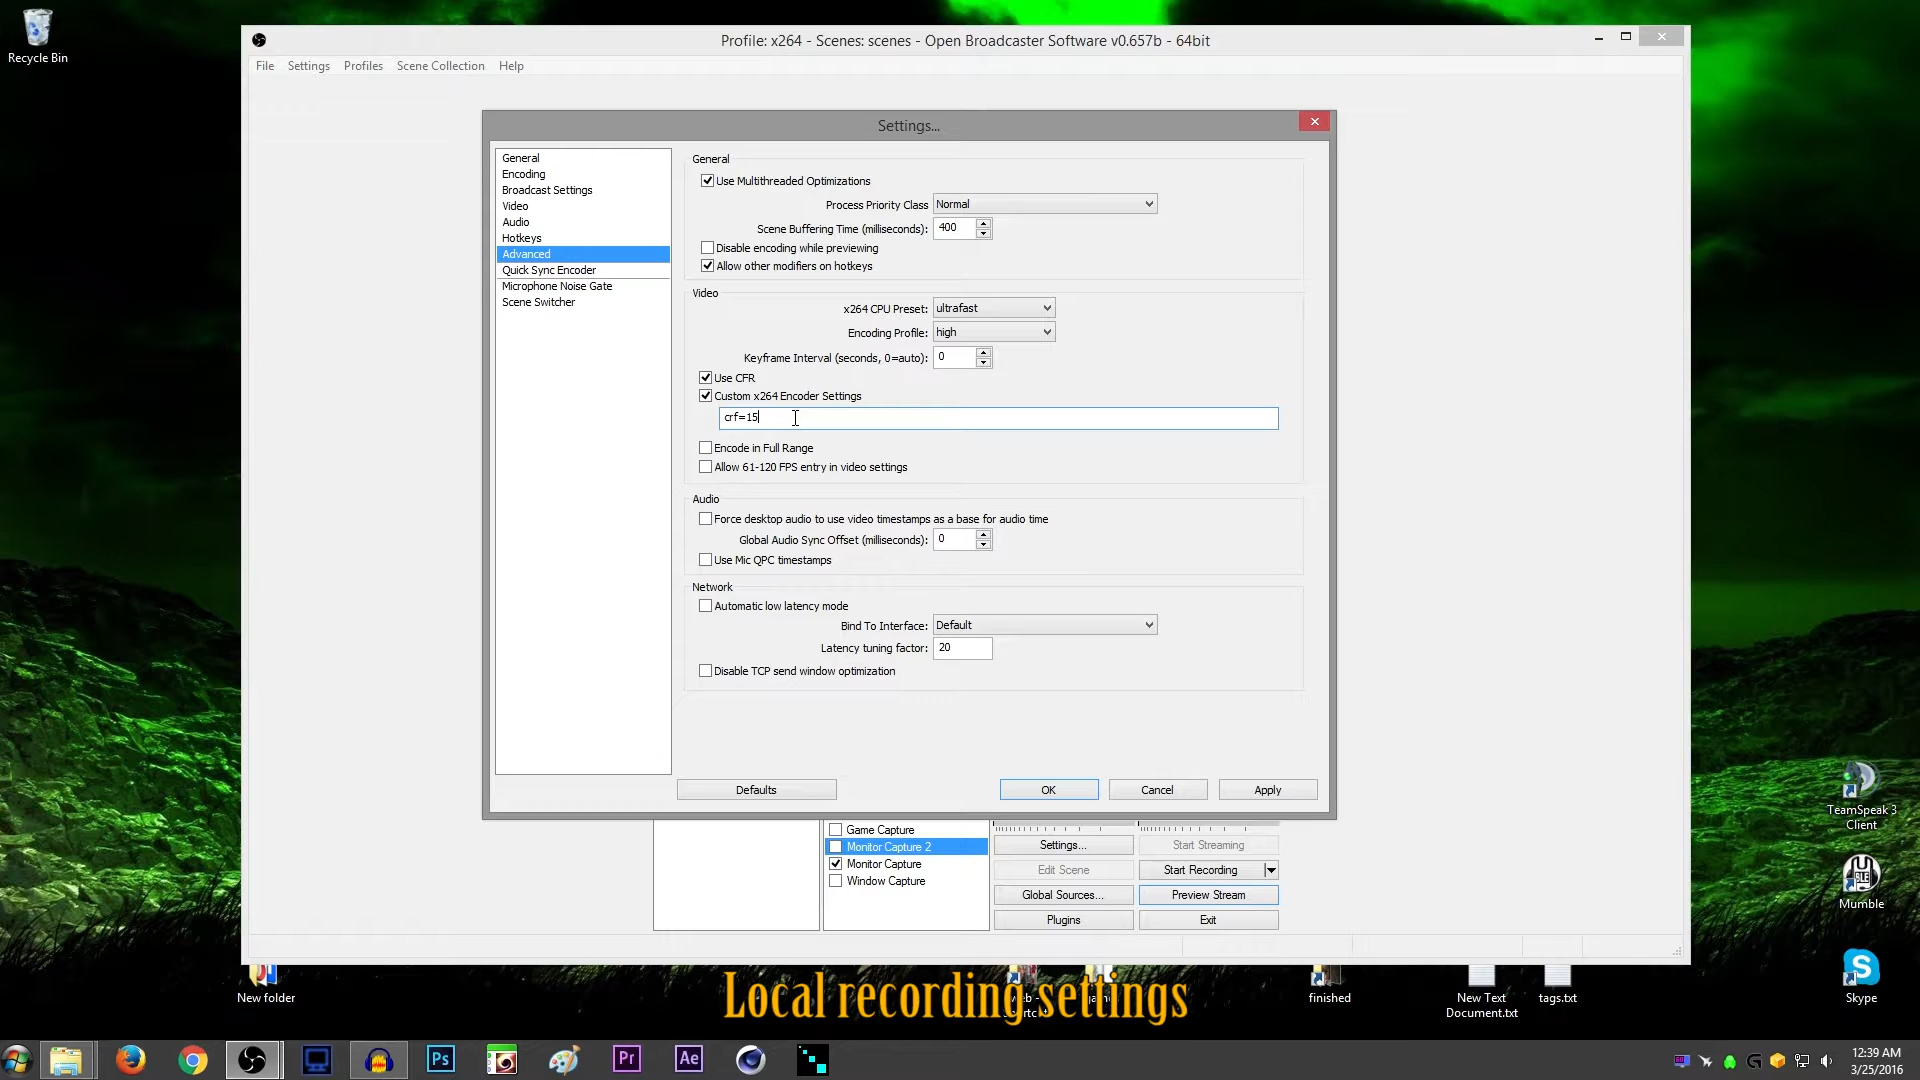 Recycle Bin
Profile: x264 - Scenes: scenes - Open Broadcaster Software v0.657b - 64bit
File Settings Profiles Scene Collection Help
Settings...
General
Encoding
Broadcast Settings
Video
Audio
Hotkeys
Advanced
Quick Sync Encoder
Microphone Noise Gate
Scene Switcher
General
Use Multithreaded Optimizations
Process Priority Class Normal
Scene Buffering Time (milliseconds): 400
Disable encoding while previewing
Allow other modifiers on hotkeys
Video
x264 CPU Preset: ultrafast
Encoding Profile: high
Keyframe Interval (seconds, 0=auto): 0
Use CFR
Custom x264 Encoder Settings
crf=15
Encode in Full Range
Allow 61-120 FPS entry in video settings
Audio
Force desktop audio to use video timestamps as a base for audio time
Global Audio Sync Offset (milliseconds): 0
Use Mic QPC timestamps
Network
Automatic low latency mode
Bind To Interface: Default
Latency tuning factor: 20
Disable TCP send window optimization
Defaults OK Cancel Apply
Game Capture
Monitor Capture 2
Monitor Capture
Window Capture
Settings... Start Streaming
Edit Scene Start Recording
Global Sources... Preview Stream
Plugins Exit
TeamSpeak 3
Client
Mumble
Skype
New folder
finished
New Text
Document.txt
tags.txt
Local recording settings
Ps
Pr
Ae
12:39 AM
3/25/2016